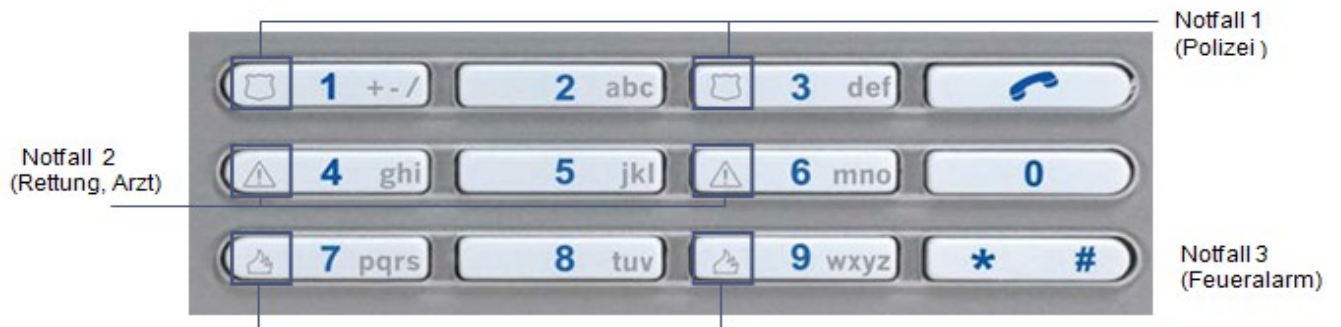 Notfall 1
(Polizei )
1 +-/ 2 abc 3 def
Notfall 2
(Rettung, Arzt)
4 ghi 5 jkl 6 mno 0
7 pqrs 8 tuv 9 wxyz * #
Notfall 3
(Feueralarm)